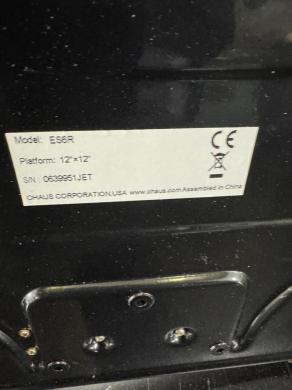 Model: ES6R
Platform: 12"×12"
S/N: 0639951JET
OHAUS CORPORATION,USA www.ohaus.com Assembled in China
CE